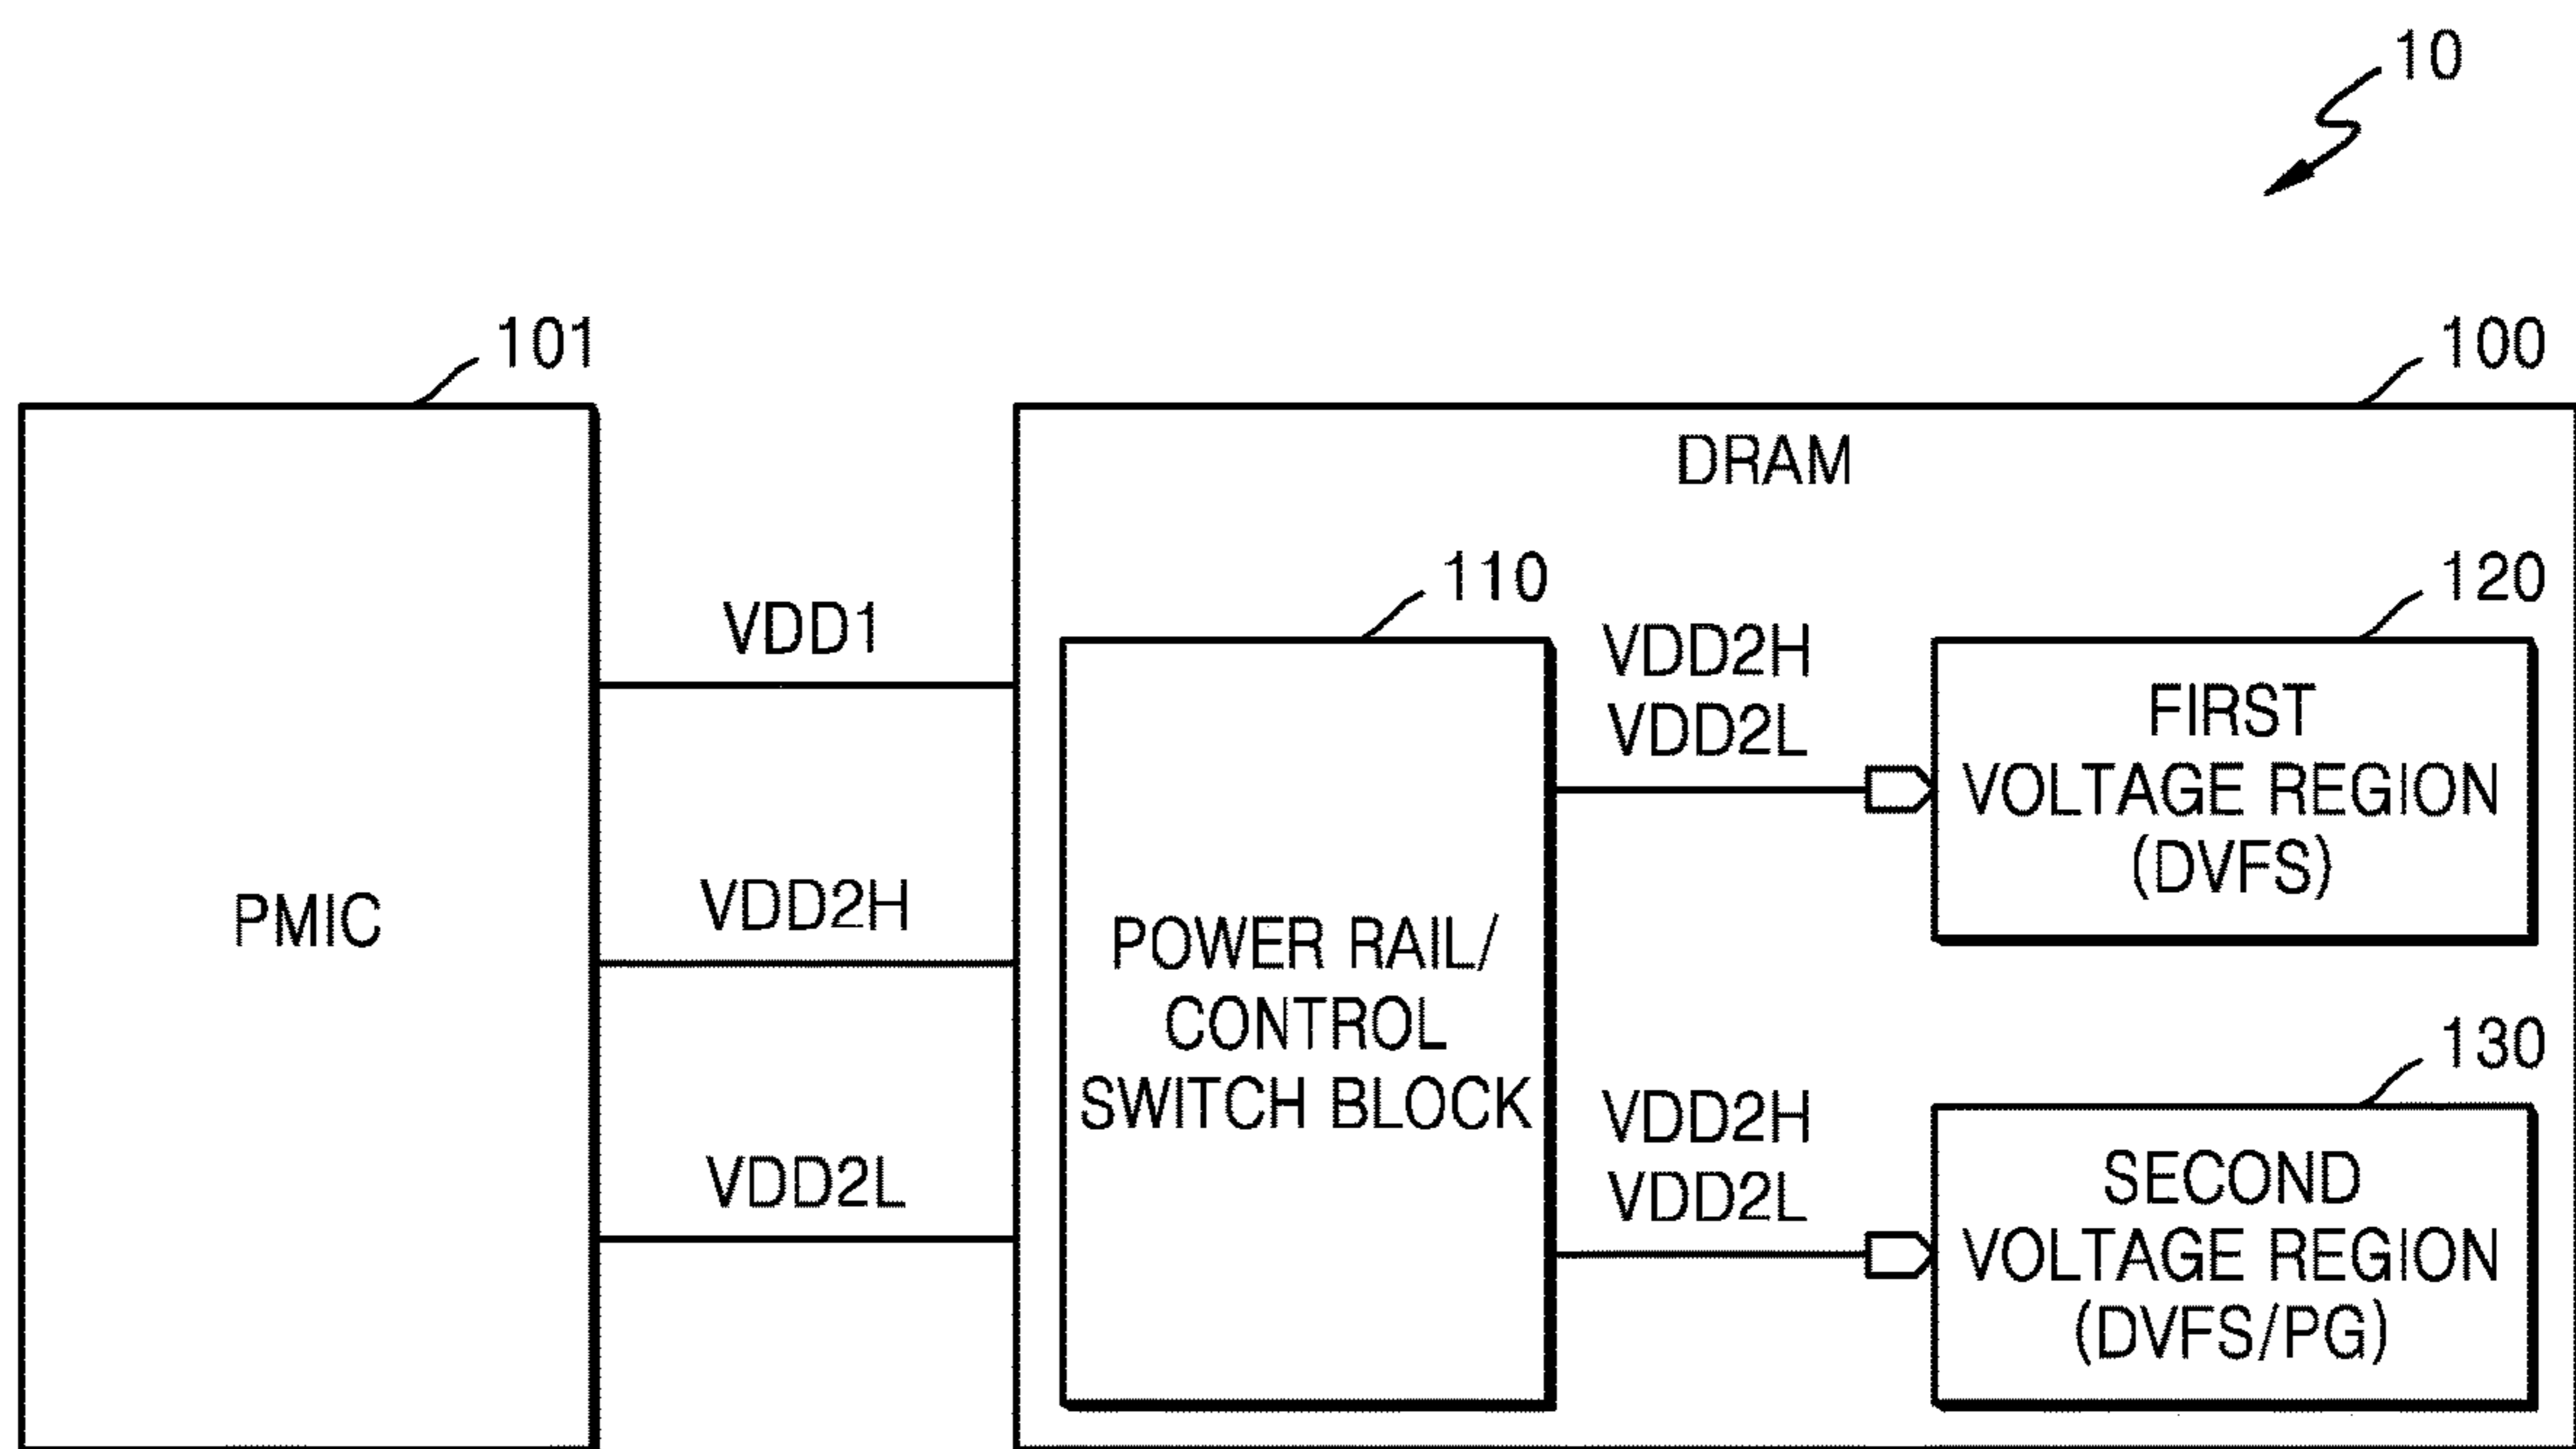 10
101
100
DRAM
110
120
VDD1
VDD2H
VDD2L
FIRST
VOLTAGE REGION
(DVFS)
PMIC
VDD2H
POWER RAIL/
CONTROL
SWITCH BLOCK
130
VDD2L
VDD2H
VDD2L
SECOND
VOLTAGE REGION
(DVFS/PG)